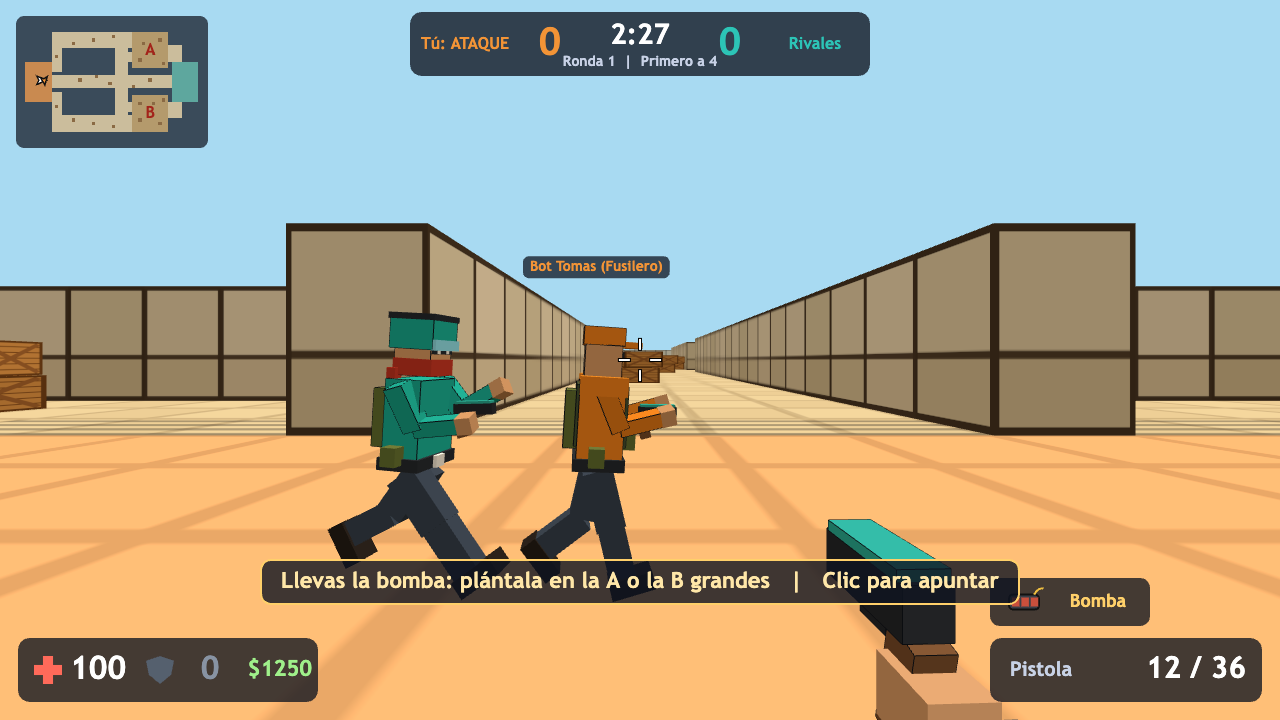 A
B
Tú: ATAQUE
0
2:27
0
Rivales
Ronda 1 | Primero a 4
Bot Tomas (Fusilero)
Llevas la bomba: plántala en la A o la B grandes | Clic para apuntar
Bomba
100
0
$1250
Pistola
12 / 36